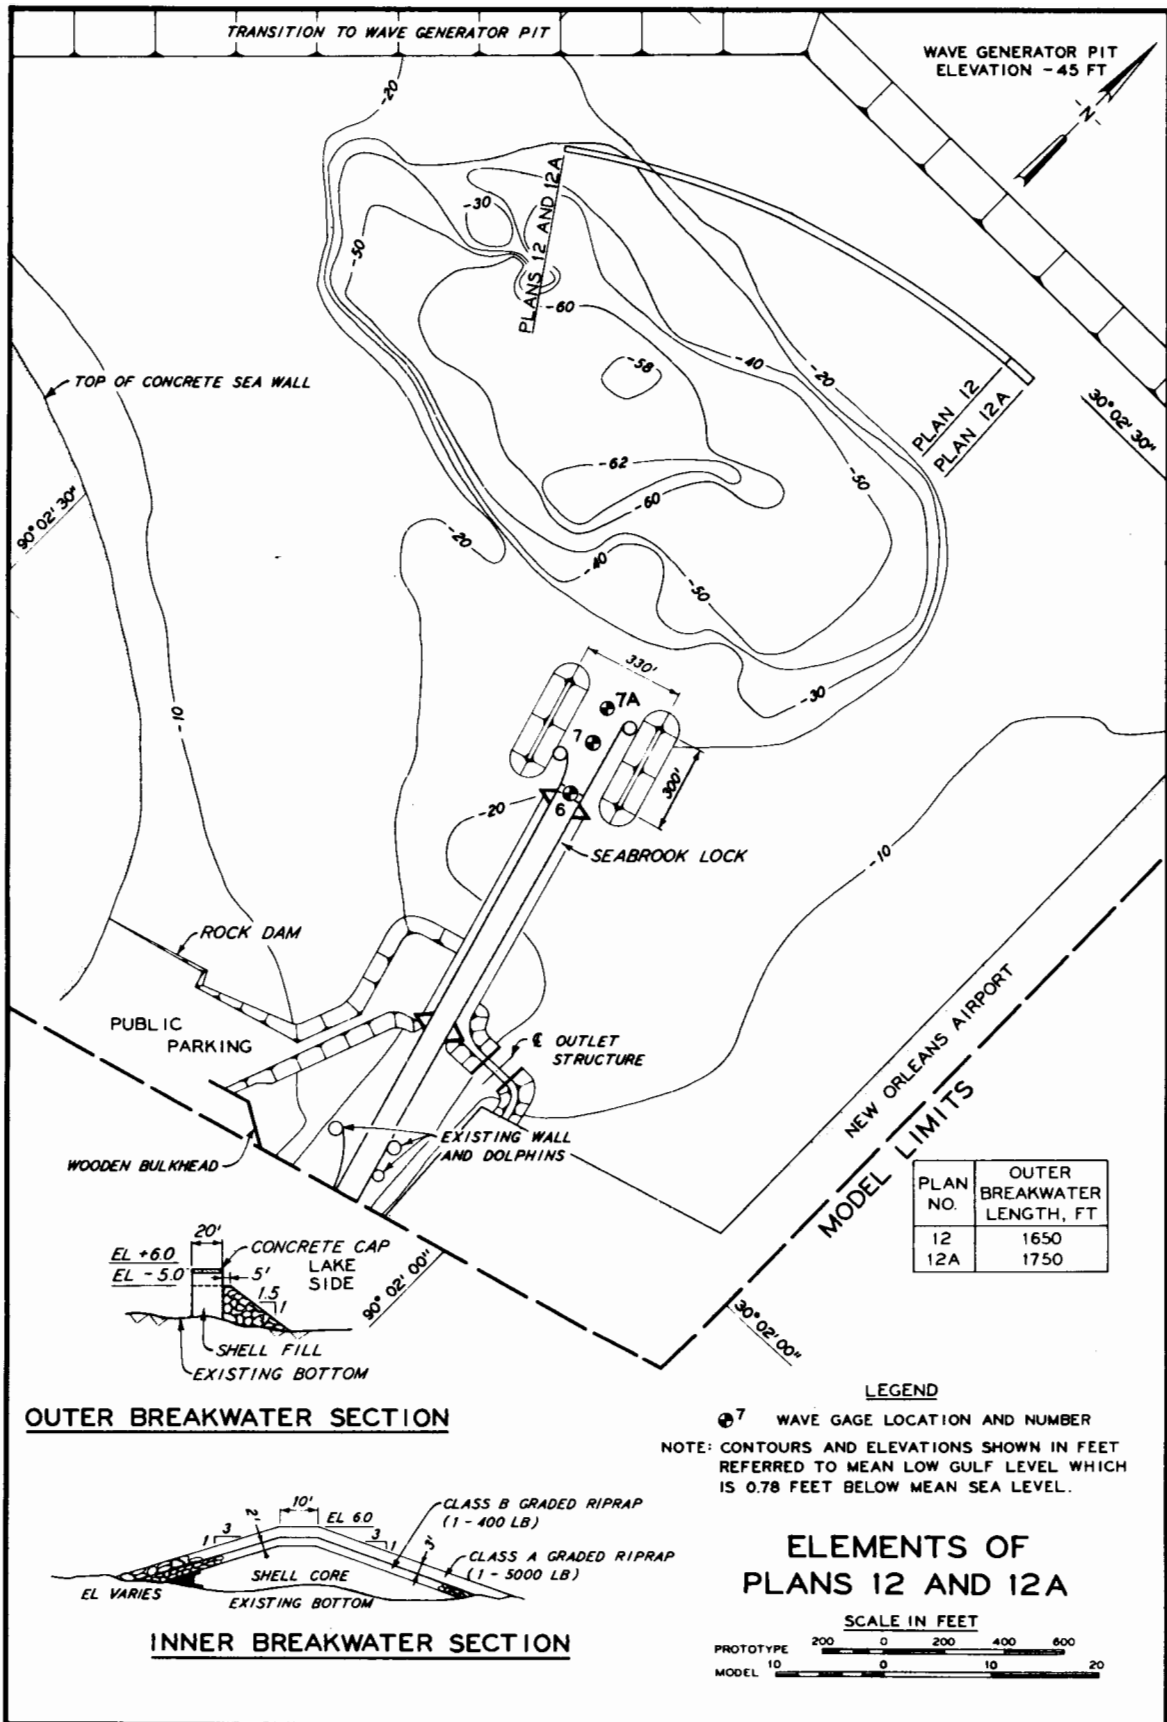 TRANSITION TO WAVE GENERATOR PIT
WAVE GENERATOR PIT
ELEVATION -45 FT
N
-20
-30
-50
PLANS 12 AND 12A
-60
-58
-40
-20
TOP OF CONCRETE SEA WALL
PLAN 12
PLAN 12A
30° 02' 30"
-62
-60
-50
90° 02' 30"
-20
-40
-50
-30
330'
7A
7
-10
300'
6
-20
SEABROOK LOCK
-10
ROCK DAM
PUBLIC
PARKING
℄ OUTLET
STRUCTURE
NEW ORLEANS AIRPORT
MODEL LIMITS
EXISTING WALL
AND DOLPHINS
WOODEN BULKHEAD
PLAN NO.
OUTER BREAKWATER LENGTH, FT
12 1650
12A 1750
20'
EL +6.0
EL -5.0
CONCRETE CAP
LAKE
SIDE
5'
1.5
1
SHELL FILL
EXISTING BOTTOM
90° 02' 00"
30° 02' 00"
OUTER BREAKWATER SECTION
LEGEND
7 WAVE GAGE LOCATION AND NUMBER
NOTE: CONTOURS AND ELEVATIONS SHOWN IN FEET
REFERRED TO MEAN LOW GULF LEVEL WHICH
IS 0.78 FEET BELOW MEAN SEA LEVEL.
10'
EL 6.0
2'
3
1
3
1
3'
CLASS B GRADED RIPRAP
(1 - 400 LB)
CLASS A GRADED RIPRAP
(1 - 5000 LB)
SHELL CORE
EL VARIES
EXISTING BOTTOM
INNER BREAKWATER SECTION
ELEMENTS OF
PLANS 12 AND 12A
SCALE IN FEET
PROTOTYPE 200 0 200 400 600
MODEL 10 0 10 20